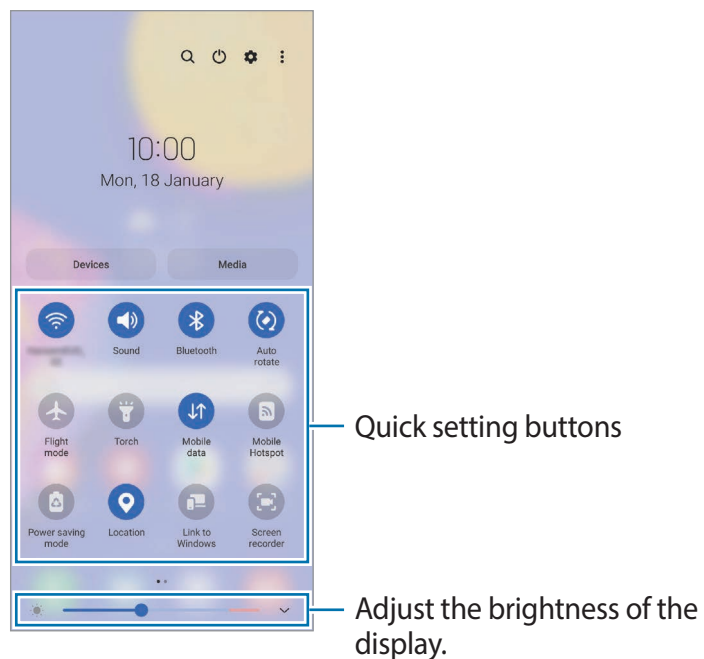 10:00
Mon, 18 January
Devices Media
Sound Bluetooth Auto
rotate
Flight Torch Mobile Mobile
mode data Hotspot
Power saving Location Link to Screen
mode Windows recorder
Quick setting buttons
Adjust the brightness of the
display.